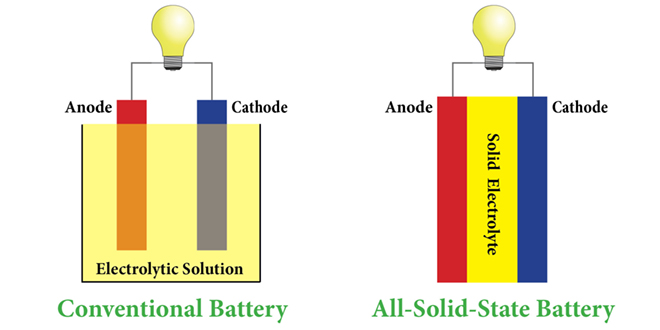 Anode
Cathode
Electrolytic Solution
Conventional Battery
Anode
Cathode
Solid Electrolyte
All-Solid-State Battery